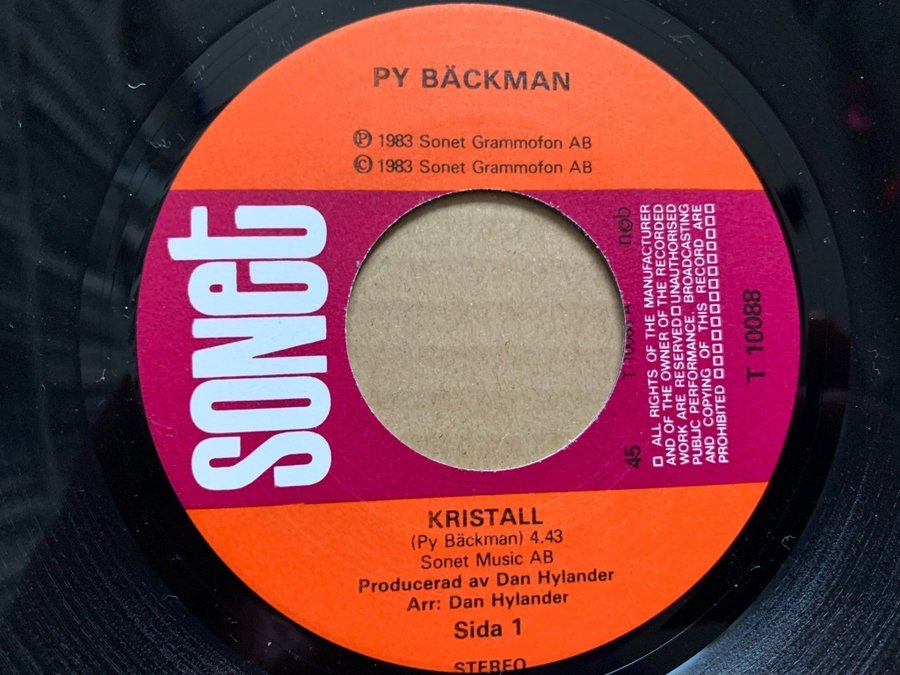 PY BÄCKMAN
℗ 1983 Sonet Grammofon AB
© 1983 Sonet Grammofon AB
sonet
n©b
45
□ ALL RIGHTS OF THE MANUFACTURER
AND OF THE OWNER OF THE RECORDED
WORK ARE RESERVED □ UNAUTHORISED
PUBLIC PERFORMANCE. BROADCASTING
AND COPYING OF THIS RECORD ARE
PROHIBITED □□□□□□□□□□□□□
T 10088
KRISTALL
(Py Bäckman) 4.43
Sonet Music AB
Producerad av Dan Hylander
Arr: Dan Hylander
Sida 1
STEREO